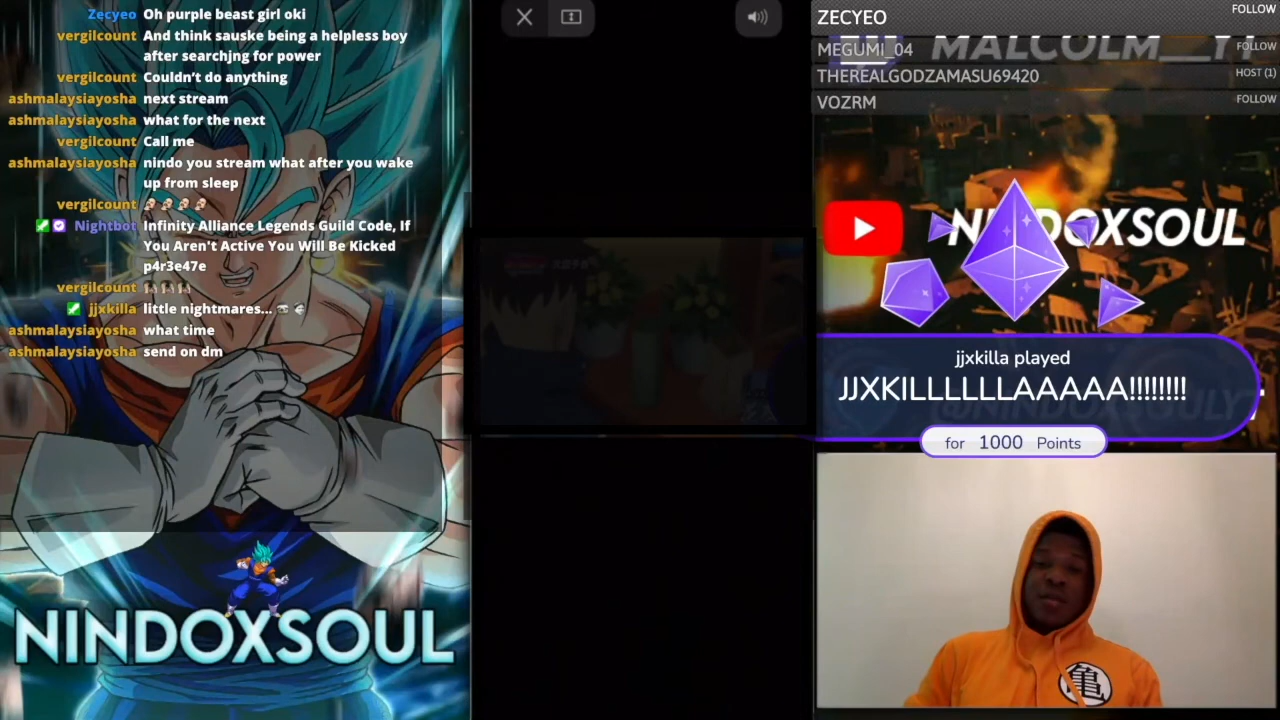 Zecyeo Oh purple beast girl oki
vergilcount And think sauske being a helpless boy
after searchjng for power
vergilcount Couldn't do anything
ashmalaysiayosha next stream
ashmalaysiayosha what for the next
vergilcount Call me
ashmalaysiayosha nindo you stream what after you wake
up from sleep
vergilcount
Nightbot Infinity Alliance Legends Guild Code, If
You Aren't Active You Will Be Kicked
p4r3e47e
vergilcount
jjxkilla little nightmares...
ashmalaysiayosha what time
ashmalaysiayosha send on dm
NINDOXSOUL
ZECYEO FOLLOW
MEGUMI_04 FOLLOW
MALCOLM__YT
THEREALGODZAMASU69420 HOST (1)
VOZRM FOLLOW
NINDOXSOUL
jjxkilla played
JJXKILLLLLLAAAAA!!!!!!!!
for 1000 Points
亀